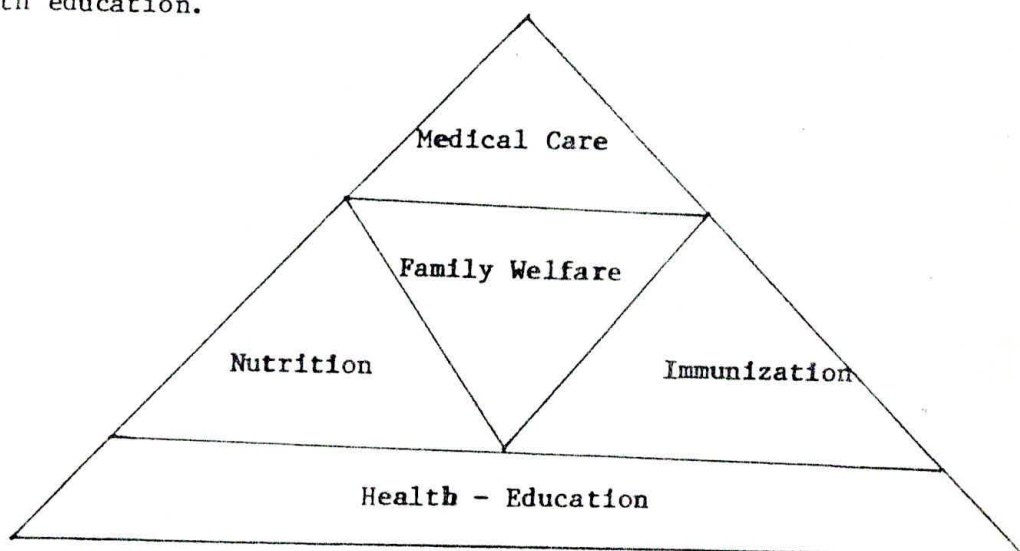 th education.
Medical Care
Family Welfare
Nutrition
Immunization
Health - Education